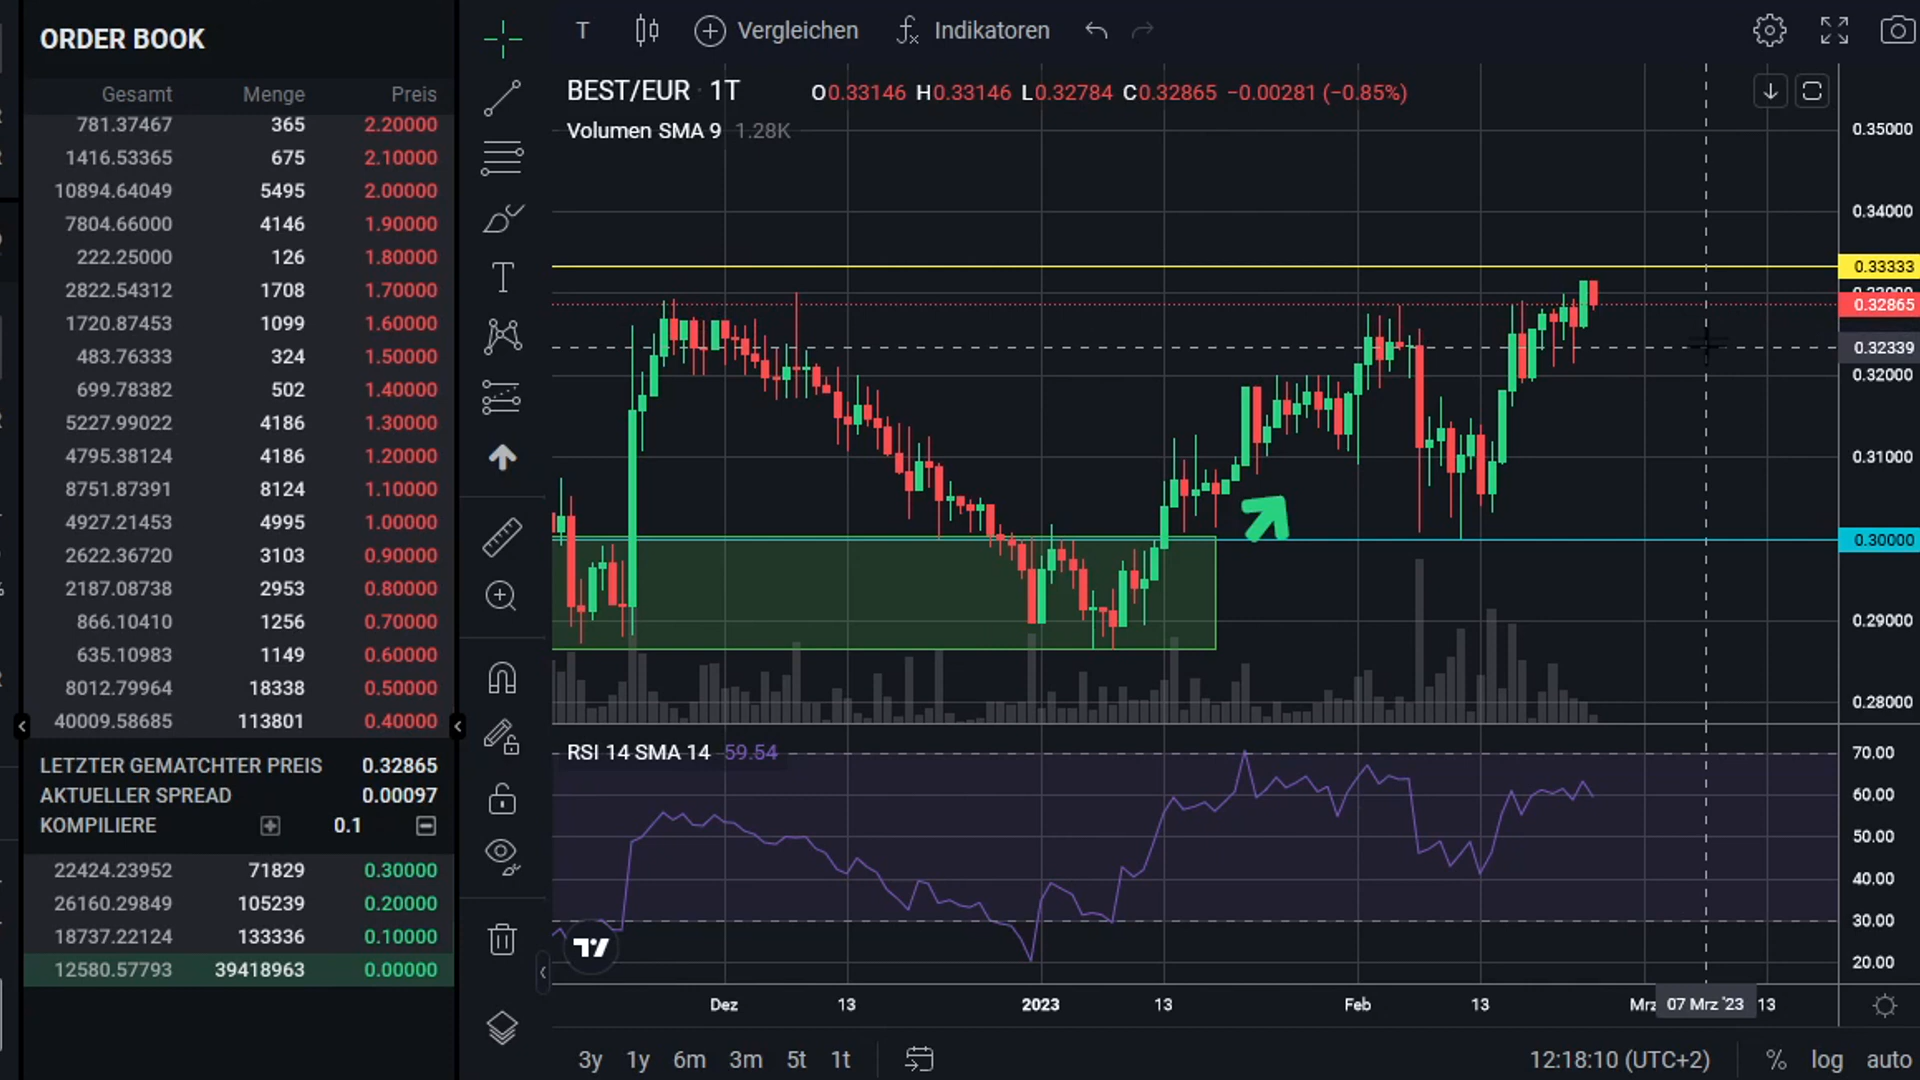 ORDER BOOK
Gesamt Menge Preis
781.37467 365 2.20000
1416.53365 675 2.10000
10894.64049 5495 2.00000
7804.66000 4146 1.90000
222.25000 126 1.80000
2822.54312 1708 1.70000
1720.87453 1099 1.60000
483.76333 324 1.50000
699.78382 502 1.40000
5227.99022 4186 1.30000
4795.38124 4186 1.20000
8751.87391 8124 1.10000
4927.21453 4995 1.00000
2622.36720 3103 0.90000
2187.08738 2953 0.80000
866.10410 1256 0.70000
635.10983 1149 0.60000
8012.79964 18338 0.50000
40009.58685 113801 0.40000
LETZTER GEMATCHTER PREIS 0.32865
AKTUELLER SPREAD 0.00097
KOMPILIERE 0.1
22424.23952 71829 0.30000
26160.29849 105239 0.20000
18737.22124 133336 0.10000
12580.57793 39418963 0.00000
T Vergleichen Indikatoren
BEST/EUR · 1T O0.33146 H0.33146 L0.32784 C0.32865 −0.00281 (−0.85%)
Volumen SMA 9 1.28K
0.35000
0.34000
0.33333
0.32865
0.32339
0.32000
0.31000
0.30000
0.29000
0.28000
RSI 14 SMA 14 59.54
70.00
60.00
50.00
40.00
30.00
20.00
Dez 13 2023 13 Feb 13 Mrz 07 Mrz '23 13
3y 1y 6m 3m 5t 1t 12:18:10 (UTC+2) % log auto